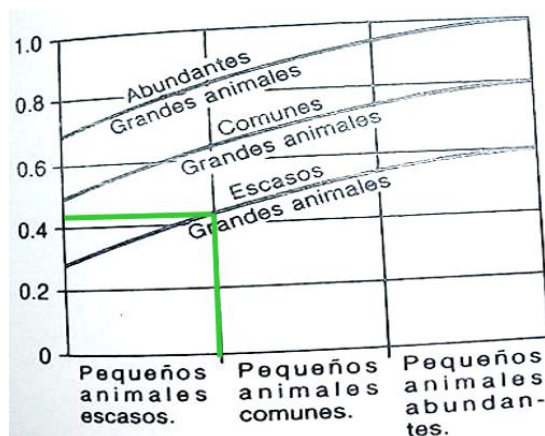 1.0
0.8
0.6
0.4
0.2
0
Abundantes
Grandes animales
Comunes
Grandes animales
Escasos
Grandes animales
Pequeños
animales
escasos.
Pequeños
animales
comunes.
Pequeños
animales
abundan-
tes.